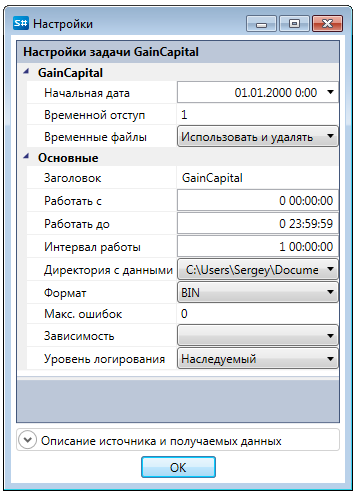 S# Настройки
Настройки задачи GainCapital
GainCapital
Начальная дата 01.01.2000 0:00
Временной отступ 1
Временные файлы Использовать и удалять
Основные
Заголовок GainCapital
Работать с 0 00:00:00
Работать до 0 23:59:59
Интервал работы 1 00:00:00
Директория с данными C:\Users\Sergey\Docume
Формат BIN
Макс. ошибок 0
Зависимость
Уровень логирования Наследуемый
Описание источника и получаемых данных
OK